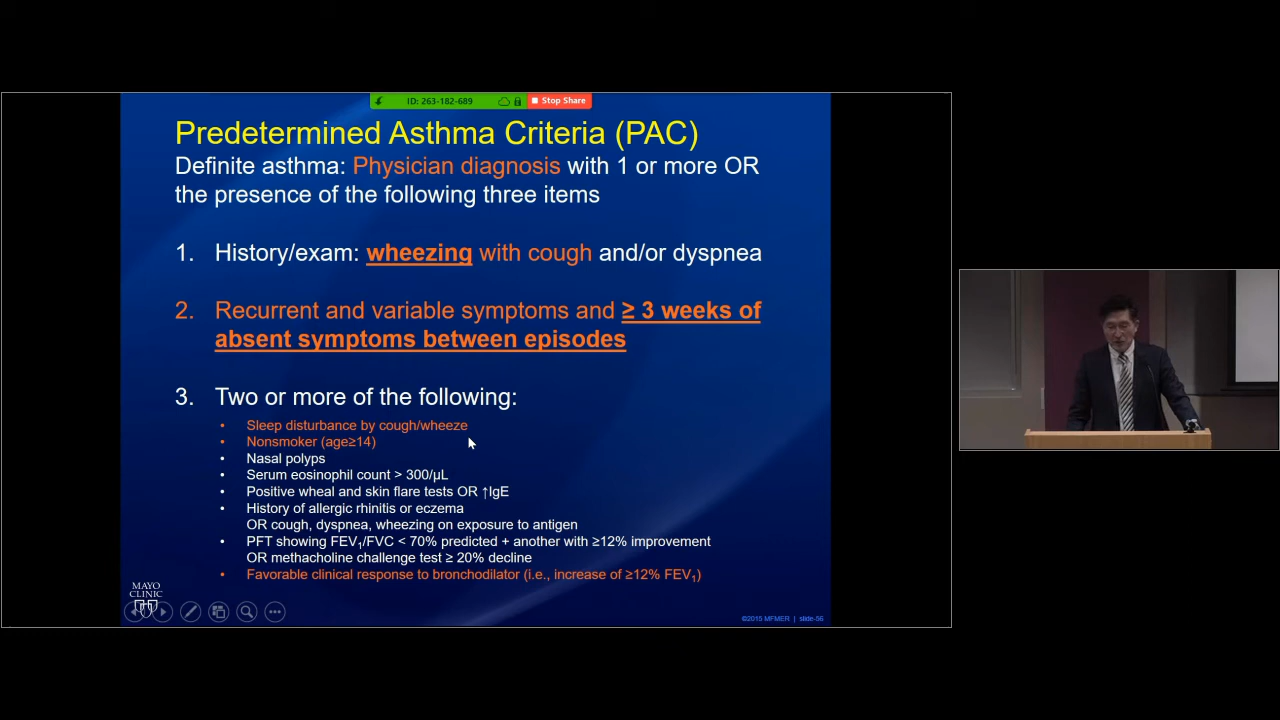 ID: 263-182-689
Stop Share
Predetermined Asthma Criteria (PAC)
Definite asthma: Physician diagnosis with 1 or more OR
the presence of the following three items
1. History/exam: wheezing with cough and/or dyspnea
2. Recurrent and variable symptoms and ≥ 3 weeks of
absent symptoms between episodes
3. Two or more of the following:
• Sleep disturbance by cough/wheeze
• Nonsmoker (age≥14)
• Nasal polyps
• Serum eosinophil count > 300/μL
• Positive wheal and skin flare tests OR ↑IgE
• History of allergic rhinitis or eczema
OR cough, dyspnea, wheezing on exposure to antigen
• PFT showing FEV₁/FVC < 70% predicted + another with ≥12% improvement
OR methacholine challenge test ≥ 20% decline
• Favorable clinical response to bronchodilator (i.e., increase of ≥12% FEV₁)
MAYO
CLINIC
©2015 MFMER | slide-56